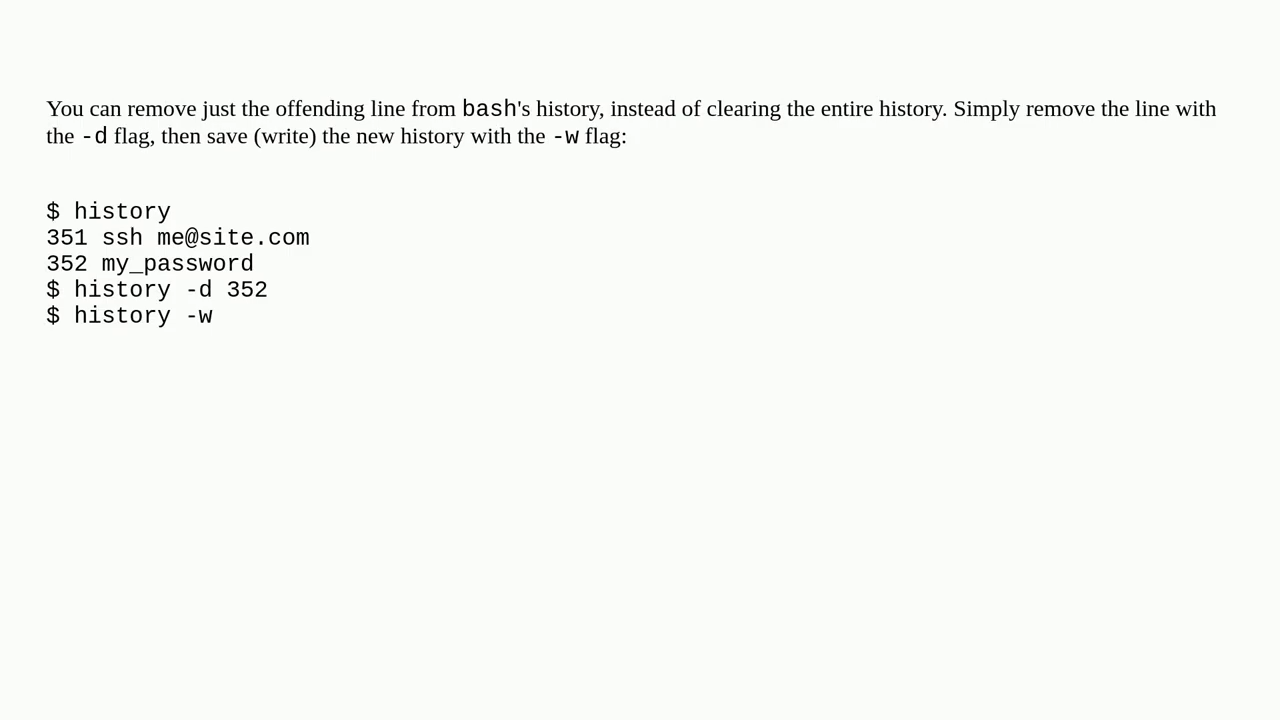 You can remove just the offending line from bash's history, instead of clearing the entire history. Simply remove the line with
the -d flag, then save (write) the new history with the -w flag:
$ history
351 ssh me@site.com
352 my_password
$ history -d 352
$ history -w